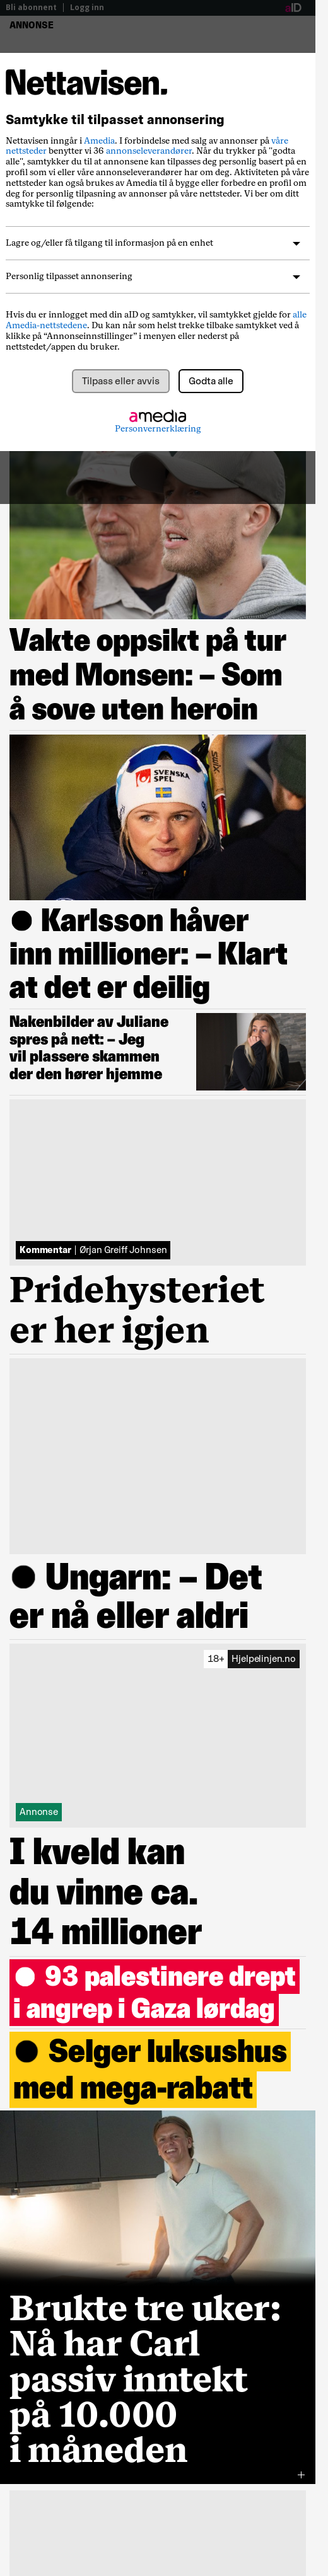 Bli abonnent | Logg inn
aID
ANNONSE
Nettavisen.
Samtykke til tilpasset annonsering
Nettavisen inngår i Amedia. I forbindelse med salg av annonser på våre
nettsteder benytter vi 36 annonseleverandører. Når du trykker på "godta
alle", samtykker du til at annonsene kan tilpasses deg personlig basert på en
profil som vi eller våre annonseleverandører har om deg. Aktiviteten på våre
nettsteder kan også brukes av Amedia til å bygge eller forbedre en profil om
deg for personlig tilpasning av annonser på våre nettsteder. Vi ber om ditt
samtykke til følgende:
Lagre og/eller få tilgang til informasjon på en enhet
Personlig tilpasset annonsering
Hvis du er innlogget med din aID og samtykker, vil samtykket gjelde for alle
Amedia-nettstedene. Du kan når som helst trekke tilbake samtykket ved å
klikke på “Annonseinnstillinger” i menyen eller nederst på
nettstedet/appen du bruker.
Tilpass eller avvis
Godta alle
amedia
Personvernerklæring
Vakte oppsikt på tur
med Monsen: – Som
å sove uten heroin
SVENSKA
SPEL
swix
● Karlsson håver
inn millioner: – Klart
at det er deilig
Nakenbilder av Juliane
spres på nett: – Jeg
vil plassere skammen
der den hører hjemme
Kommentar | Ørjan Greiff Johnsen
Pridehysteriet
er her igjen
● Ungarn: – Det
er nå eller aldri
18+ Hjelpelinjen.no
Annonse
I kveld kan
du vinne ca.
14 millioner
● 93 palestinere drept
i angrep i Gaza lørdag
● Selger luksushus
med mega-rabatt
Brukte tre uker:
Nå har Carl
passiv inntekt
på 10.000
i måneden
+